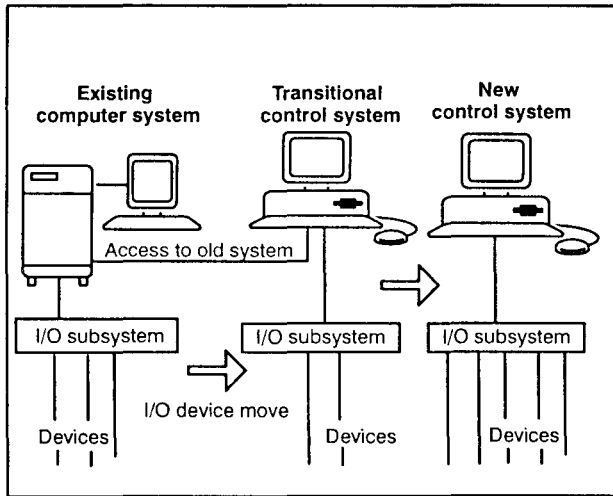 Existing
computer system
Transitional
control system
New
control system
Access to old system
I/O subsystem
I/O subsystem
I/O subsystem
I/O device move
Devices
Devices
Devices